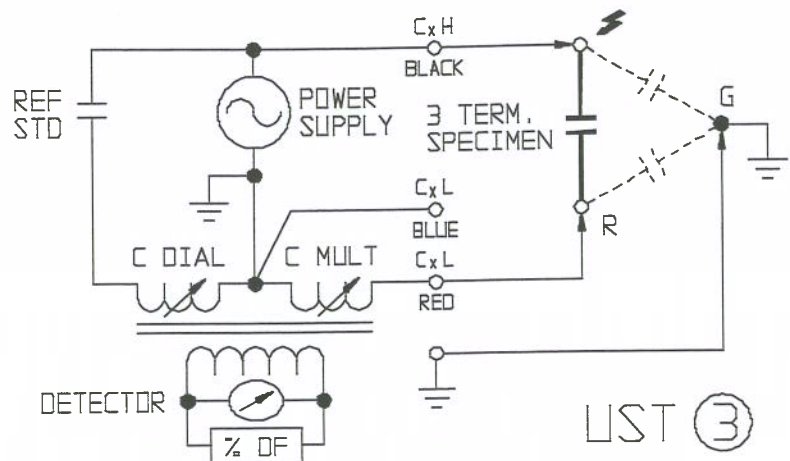 CxH
BLACK
REF
STD
POWER
SUPPLY
3 TERM.
SPECIMEN
G
CxL
BLUE
R
C DIAL
C MULT
CxL
RED
DETECTOR
% DF
UST 3